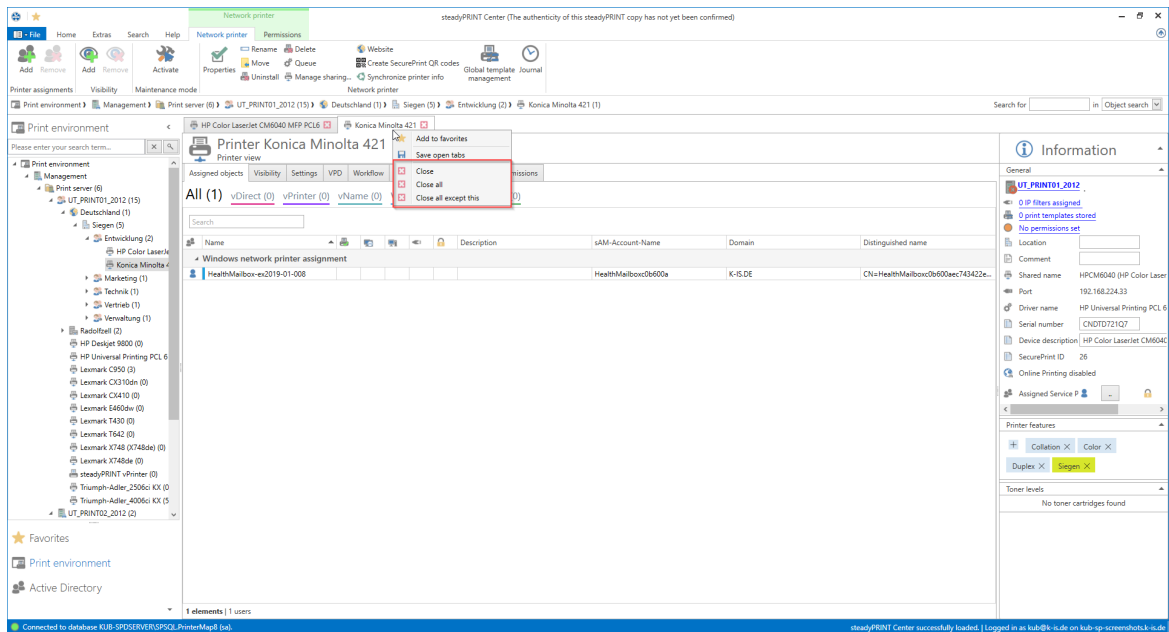 Network printer
steadyPRINT Center (The authenticity of this steadyPRINT copy has not yet been confirmed)
- File Home Extras Search Help Network printer Permissions
Add Remove Add Remove Activate Properties Rename Delete Website
Move Queue Create SecurePrint QR codes Global template management Journal
Uninstall Manage sharing... Synchronize printer info
Printer assignments Visibility Maintenance mode Network printer
Print environment Management Print server (6) UT_PRINT01_2012 (15) Deutschland (1) Siegen (5) Entwicklung (2) Konica Minolta 421 (1)
Search for in Object search
Print environment
Please enter your search term...
Print environment
Management
Print server (6)
UT_PRINT01_2012 (15)
Deutschland (1)
Siegen (5)
Entwicklung (2)
HP Color LaserJe
Konica Minolta 4
Marketing (1)
Technik (1)
Vertrieb (1)
Verwaltung (1)
Radolfzell (2)
HP Deskjet 9800 (0)
HP Universal Printing PCL 6
Lexmark C950 (3)
Lexmark CX310dn (0)
Lexmark CX410 (0)
Lexmark E460dw (0)
Lexmark T430 (0)
Lexmark T642 (0)
Lexmark X748 (X748de) (0)
Lexmark X748de (0)
steadyPRINT vPrinter (0)
Triumph-Adler_2506ci KX (0
Triumph-Adler_4006ci KX (5
UT_PRINT02_2012 (2)
Favorites
Print environment
Active Directory
HP Color LaserJet CM6040 MFP PCL6
Konica Minolta 421
Printer Konica Minolta 421
Printer view
Add to favorites
Save open tabs
Close
Close all
Close all except this
Assigned objects Visibility Settings VPD Workflow missions
All (1) vDirect (0) vPrinter (0) vName (0) 0)
Search
Name Description sAM-Account-Name Domain Distinguished name
Windows network printer assignment
HealthMailbox-ex2019-01-008 HealthMailboxc0b600a K-IS.DE CN=HealthMailboxc0b600aec743422e...
1 elements | 1 users
Information
General
UT_PRINT01_2012
0 IP filters assigned
0 print templates stored
No permissions set
Location
Comment
Shared name HPCM6040 (HP Color Laser
Port 192.168.224.33
Driver name HP Universal Printing PCL 6
Serial number CNDTD721Q7
Device description HP Color LaserJet CM604C
SecurePrint ID 26
Online Printing disabled
Assigned Service P
Printer features
Collation Color
Duplex Siegen
Toner levels
No toner cartridges found
Connected to database KUB-SPDSERVER\SPSQL.PrinterMap8 (sa).
steadyPRINT Center successfully loaded. | Logged in as kub@k-is.de on kub-sp-screenshots.k-is.de